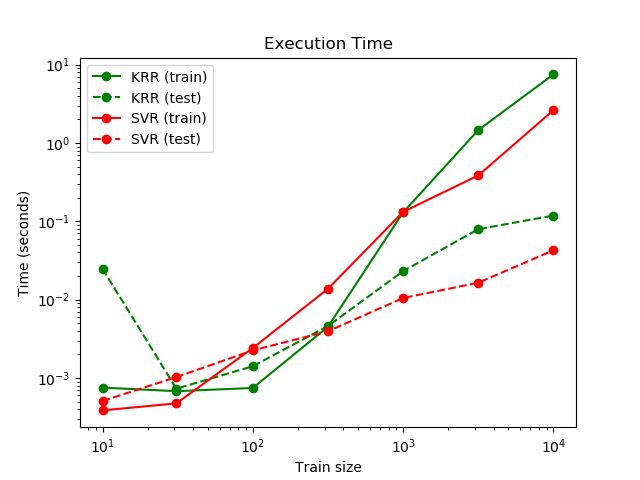 Execution Time
KRR (train)
KRR (test)
SVR (train)
SVR (test)
10¹
10⁰
10⁻¹
10⁻²
10⁻³
Time (seconds)
10¹ 10² 10³ 10⁴
Train size